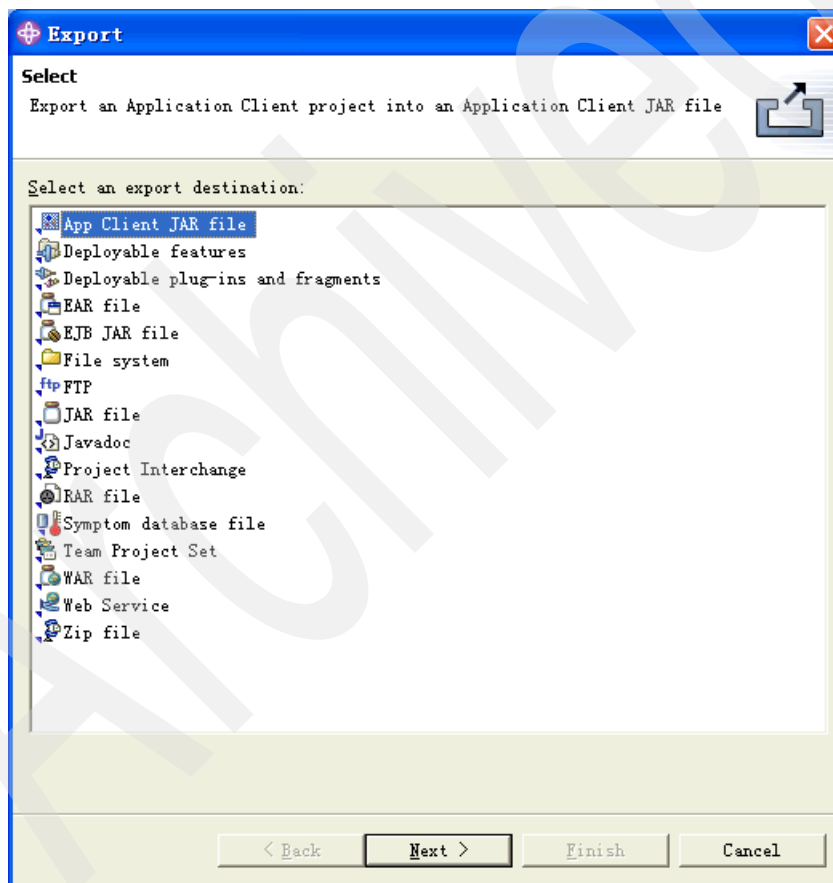 Export
Select
Export an Application Client project into an Application Client JAR file
Select an export destination:
App Client JAR file
Deployable features
Deployable plug-ins and fragments
EAR file
EJB JAR file
File system
ftp FTP
JAR file
Javadoc
Project Interchange
RAR file
Symptom database file
Team Project Set
WAR file
Web Service
Zip file
< Back Next > Finish Cancel